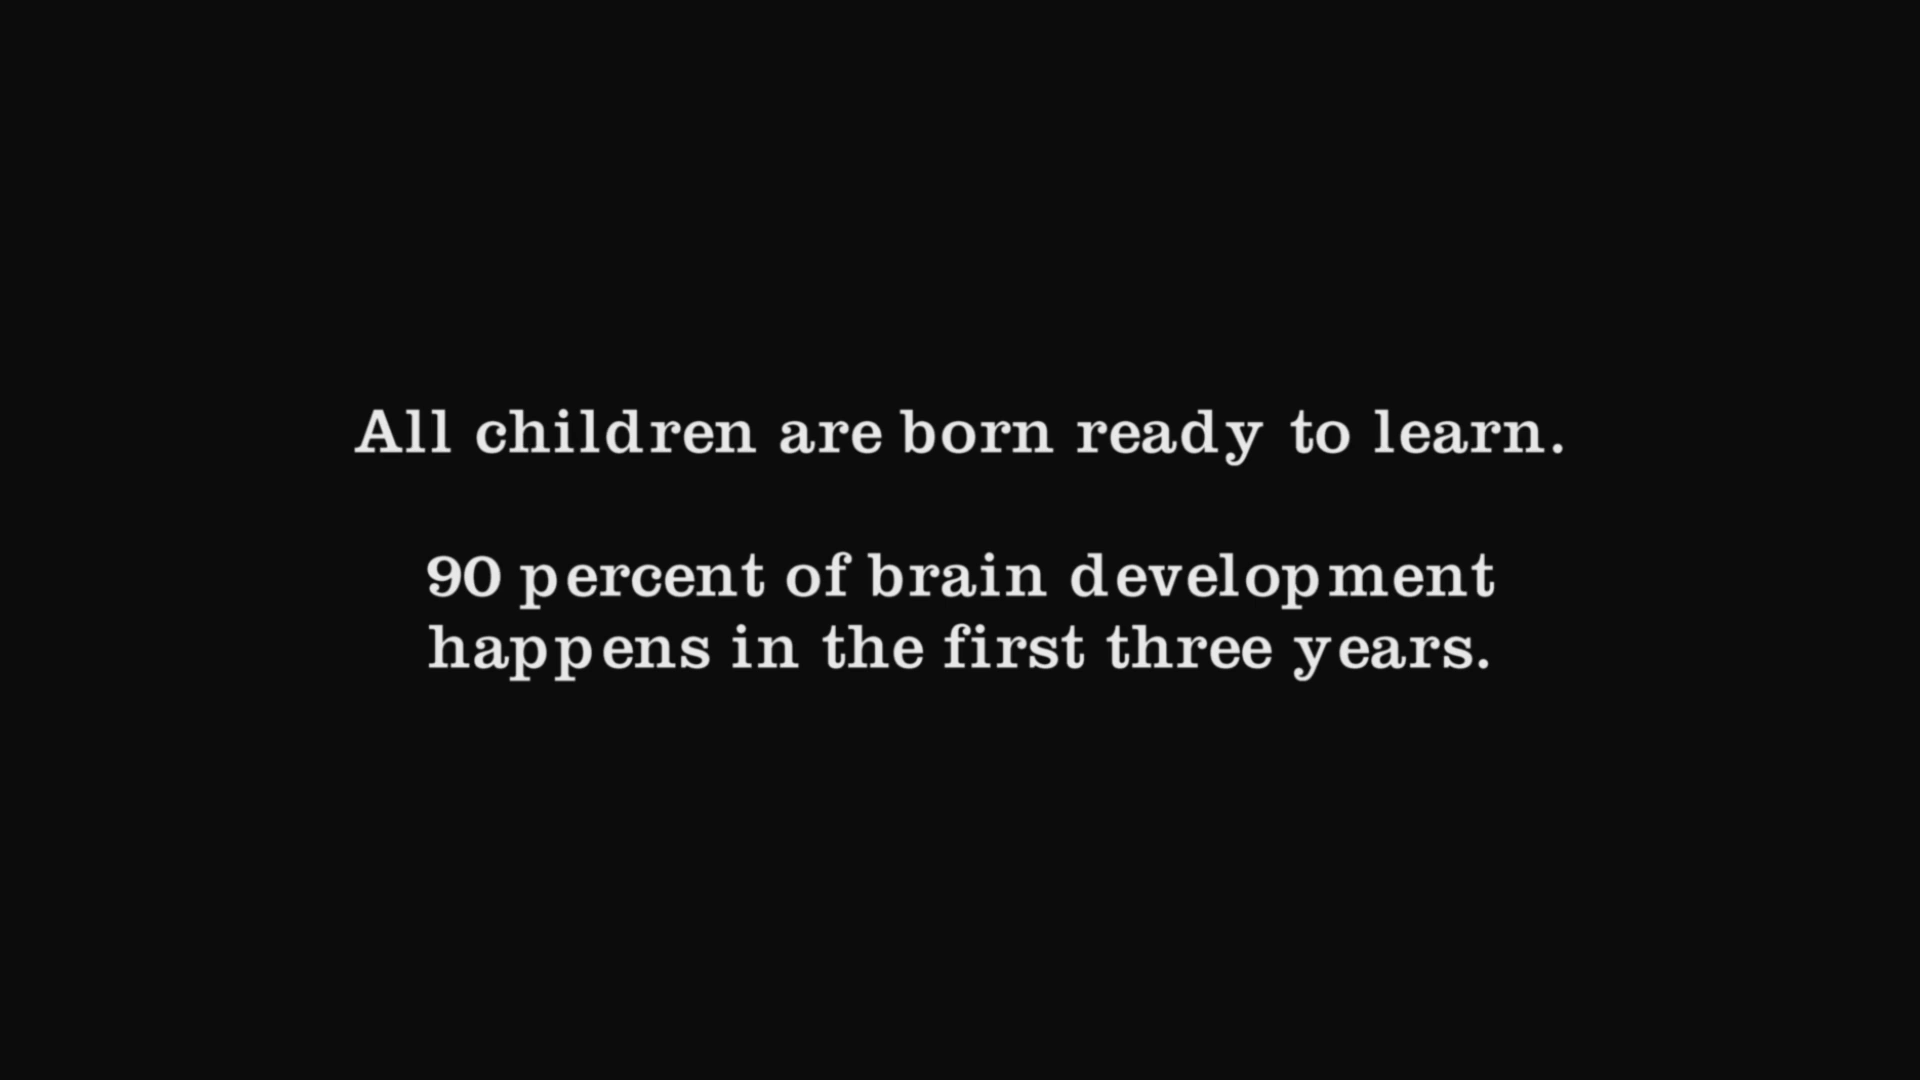 All children are born ready to learn.
90 percent of brain development
happens in the first three years.